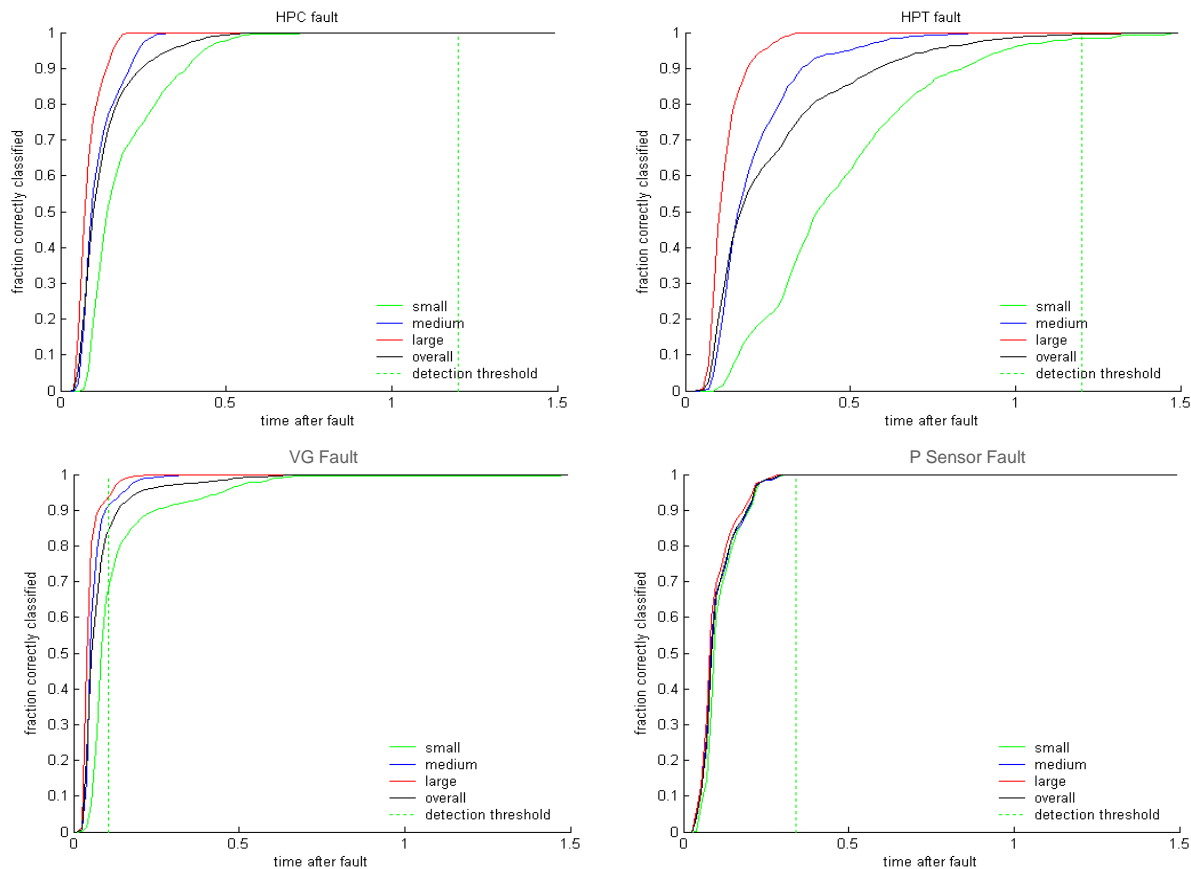 HPC fault
fraction correctly classified
1
0.9
0.8
0.7
0.6
0.5
0.4
0.3
0.2
0.1
0
0 0.5 1 1.5
time after fault
small
medium
large
overall
detection threshold
HPT fault
fraction correctly classified
1
0.9
0.8
0.7
0.6
0.5
0.4
0.3
0.2
0.1
0
0 0.5 1 1.5
time after fault
small
medium
large
overall
detection threshold
VG Fault
fraction correctly classified
1
0.9
0.8
0.7
0.6
0.5
0.4
0.3
0.2
0.1
0
0 0.5 1 1.5
time after fault
small
medium
large
overall
detection threshold
P Sensor Fault
fraction correctly classified
1
0.9
0.8
0.7
0.6
0.5
0.4
0.3
0.2
0.1
0
0 0.5 1 1.5
time after fault
small
medium
large
overall
detection threshold